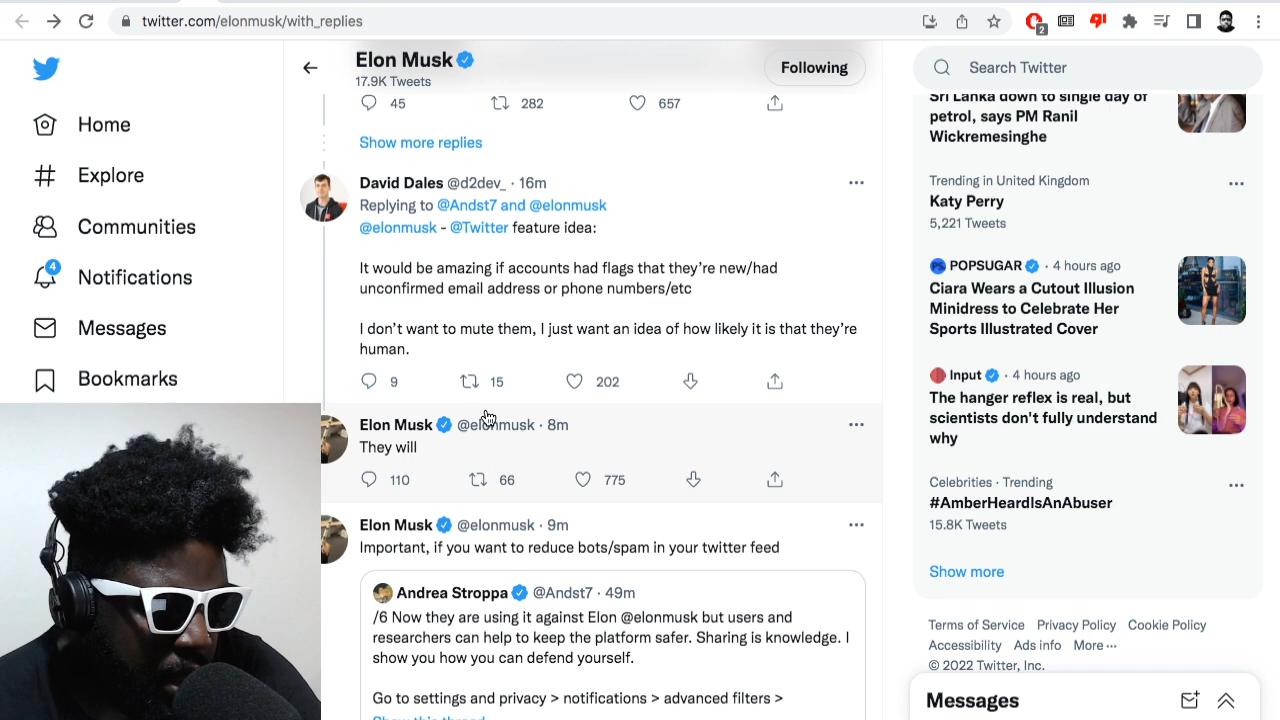 twitter.com/elonmusk/with_replies
2
Home
Explore
Communities
4
Notifications
Messages
Bookmarks
Elon Musk
17.9K Tweets
Following
45 282 657
Show more replies
David Dales @d2dev_ · 16m
Replying to @Andst7 and @elonmusk
@elonmusk - @Twitter feature idea:
It would be amazing if accounts had flags that they're new/had
unconfirmed email address or phone numbers/etc
I don't want to mute them, I just want an idea of how likely it is that they're
human.
9 15 202
Elon Musk @elonmusk · 8m
They will
110 66 775
Elon Musk @elonmusk · 9m
Important, if you want to reduce bots/spam in your twitter feed
Andrea Stroppa @Andst7 · 49m
/6 Now they are using it against Elon @elonmusk but users and
researchers can help to keep the platform safer. Sharing is knowledge. I
show you how you can defend yourself.
Go to settings and privacy > notifications > advanced filters >
Show this thread
Search Twitter
Sri Lanka down to single day of
petrol, says PM Ranil
Wickremesinghe
Trending in United Kingdom
Katy Perry
5,221 Tweets
POPSUGAR · 4 hours ago
Ciara Wears a Cutout Illusion
Minidress to Celebrate Her
Sports Illustrated Cover
Input · 4 hours ago
The hanger reflex is real, but
scientists don't fully understand
why
Celebrities · Trending
#AmberHeardIsAnAbuser
15.8K Tweets
Show more
Terms of Service Privacy Policy Cookie Policy
Accessibility Ads info More ···
© 2022 Twitter, Inc.
Messages